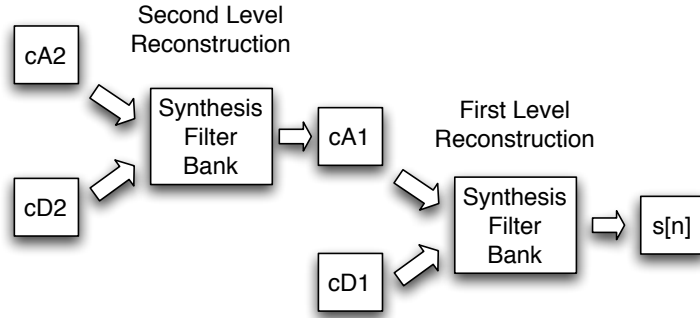 Second Level
Reconstruction
cA2
Synthesis
Filter
Bank
cD2
cA1
First Level
Reconstruction
Synthesis
Filter
Bank
cD1
s[n]